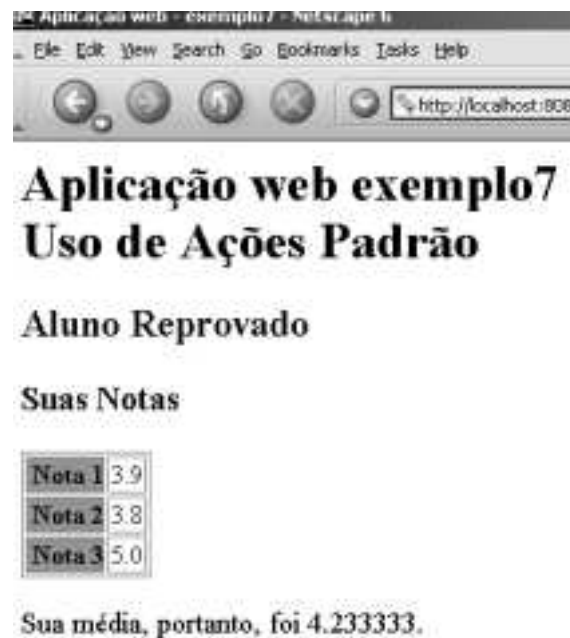 Aplicação web - exemplo7 - Netscape 6
File Edit View Search Go Bookmarks Tasks Help
http://localhost:808
Aplicação web exemplo7
Uso de Ações Padrão
Aluno Reprovado
Suas Notas
Nota 1 3.9
Nota 2 3.8
Nota 3 5.0
Sua média, portanto, foi 4.233333.